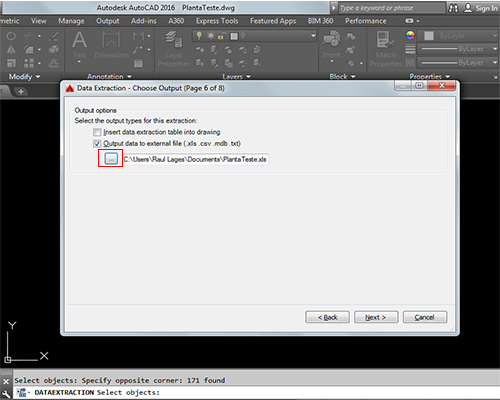 Autodesk AutoCAD 2016 PlantaTeste.dwg
Type a keyword or phrase
Sign In
metric View Manage Output Add-ins A360 Express Tools Featured Apps BIM 360 Performance
Insert
Match
Properties
ByLayer
ByLayer
ByLayer
Modify Annotation Layers Block Properties
Data Extraction - Choose Output (Page 6 of 8)
Output options
Select the output types for this extraction:
Insert data extraction table into drawing
Output data to external file (.xls .csv .mdb .txt)
... C:\Users\Raul Lages\Documents\PlantaTeste.xls
< Back Next > Cancel
Y
X
Select objects: Specify opposite corner: 171 found
DATAEXTRACTION Select objects: